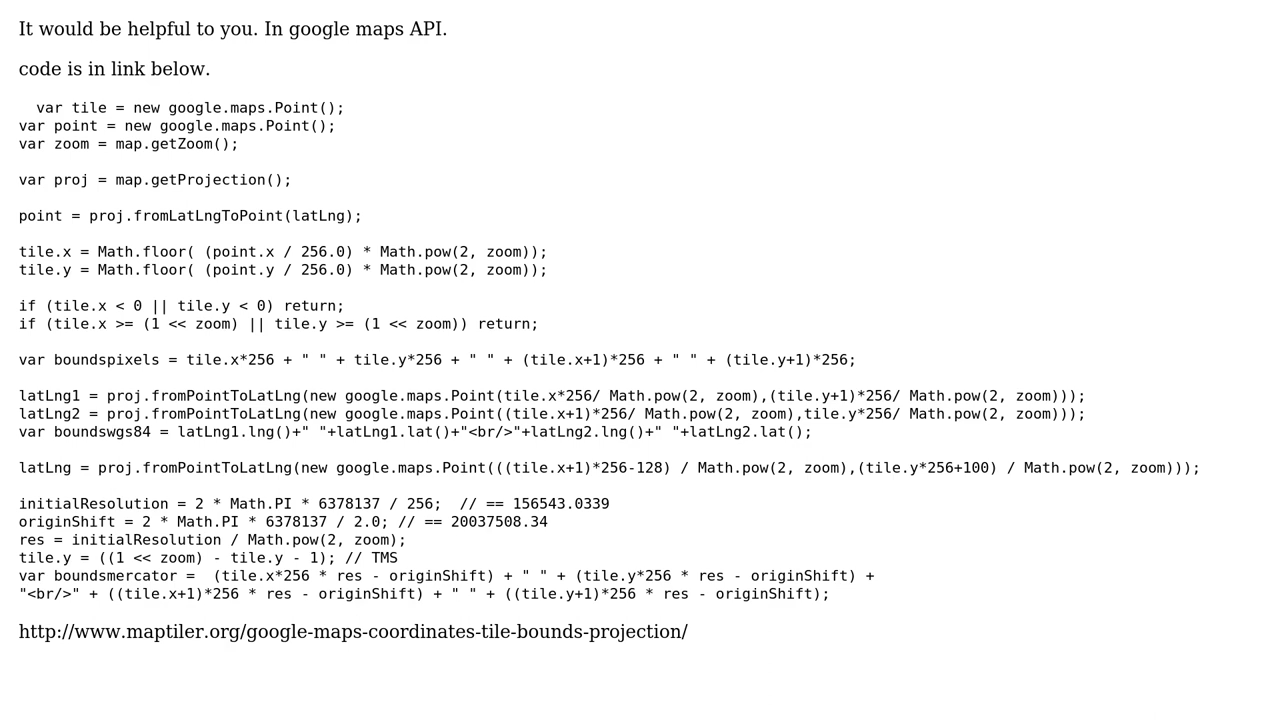 It would be helpful to you. In google maps API.
code is in link below.
  var tile = new google.maps.Point();
var point = new google.maps.Point();
var zoom = map.getZoom();
var proj = map.getProjection();
point = proj.fromLatLngToPoint(latLng);
tile.x = Math.floor( (point.x / 256.0) * Math.pow(2, zoom));
tile.y = Math.floor( (point.y / 256.0) * Math.pow(2, zoom));
if (tile.x < 0 || tile.y < 0) return;
if (tile.x >= (1 << zoom) || tile.y >= (1 << zoom)) return;
var boundspixels = tile.x*256 + " " + tile.y*256 + " " + (tile.x+1)*256 + " " + (tile.y+1)*256;
latLng1 = proj.fromPointToLatLng(new google.maps.Point(tile.x*256/ Math.pow(2, zoom),(tile.y+1)*256/ Math.pow(2, zoom)));
latLng2 = proj.fromPointToLatLng(new google.maps.Point((tile.x+1)*256/ Math.pow(2, zoom),tile.y*256/ Math.pow(2, zoom)));
var boundswgs84 = latLng1.lng()+" "+latLng1.lat()+"<br/>"+latLng2.lng()+" "+latLng2.lat();
latLng = proj.fromPointToLatLng(new google.maps.Point(((tile.x+1)*256-128) / Math.pow(2, zoom),(tile.y*256+100) / Math.pow(2, zoom)));
initialResolution = 2 * Math.PI * 6378137 / 256;  // == 156543.0339
originShift = 2 * Math.PI * 6378137 / 2.0; // == 20037508.34
res = initialResolution / Math.pow(2, zoom);
tile.y = ((1 << zoom) - tile.y - 1); // TMS
var boundsmercator =  (tile.x*256 * res - originShift) + " " + (tile.y*256 * res - originShift) +
"<br/>" + ((tile.x+1)*256 * res - originShift) + " " + ((tile.y+1)*256 * res - originShift);
http://www.maptiler.org/google-maps-coordinates-tile-bounds-projection/